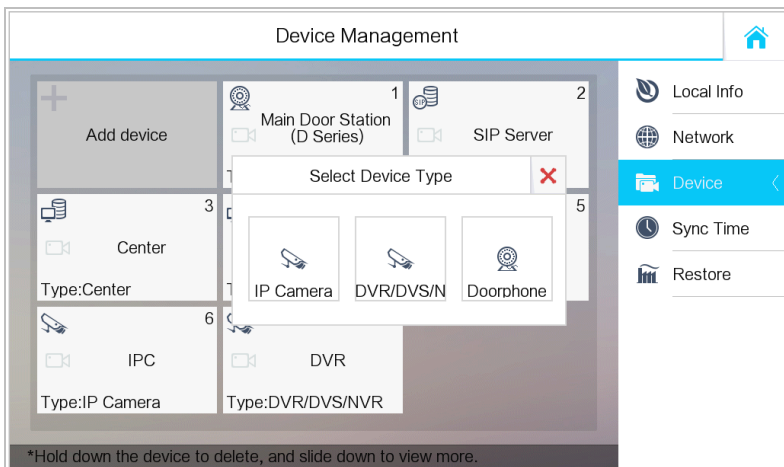 Device Management
Add device
1
Main Door Station
(D Series)
SIP
2
SIP Server
Select Device Type
3
Center
Type:Center
5
IP Camera
DVR/DVS/N
Doorphone
6
IPC
Type:IP Camera
DVR
Type:DVR/DVS/NVR
*Hold down the device to delete, and slide down to view more.
Local Info
Network
Device
Sync Time
Restore